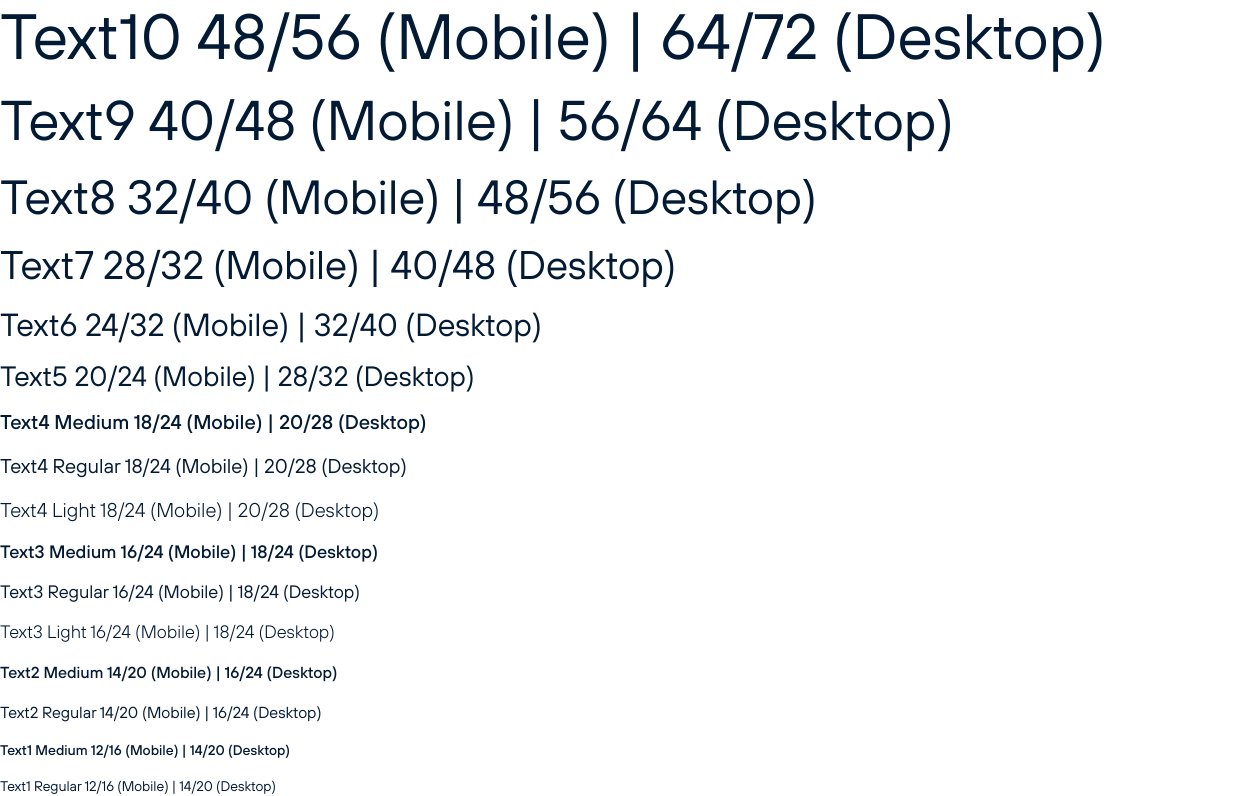 Text10 48/56 (Mobile) | 64/72 (Desktop)
Text9 40/48 (Mobile) | 56/64 (Desktop)
Text8 32/40 (Mobile) | 48/56 (Desktop)
Text7 28/32 (Mobile) | 40/48 (Desktop)
Text6 24/32 (Mobile) | 32/40 (Desktop)
Text5 20/24 (Mobile) | 28/32 (Desktop)
Text4 Medium 18/24 (Mobile) | 20/28 (Desktop)
Text4 Regular 18/24 (Mobile) | 20/28 (Desktop)
Text4 Light 18/24 (Mobile) | 20/28 (Desktop)
Text3 Medium 16/24 (Mobile) | 18/24 (Desktop)
Text3 Regular 16/24 (Mobile) | 18/24 (Desktop)
Text3 Light 16/24 (Mobile) | 18/24 (Desktop)
Text2 Medium 14/20 (Mobile) | 16/24 (Desktop)
Text2 Regular 14/20 (Mobile) | 16/24 (Desktop)
Text1 Medium 12/16 (Mobile) | 14/20 (Desktop)
Text1 Regular 12/16 (Mobile) | 14/20 (Desktop)